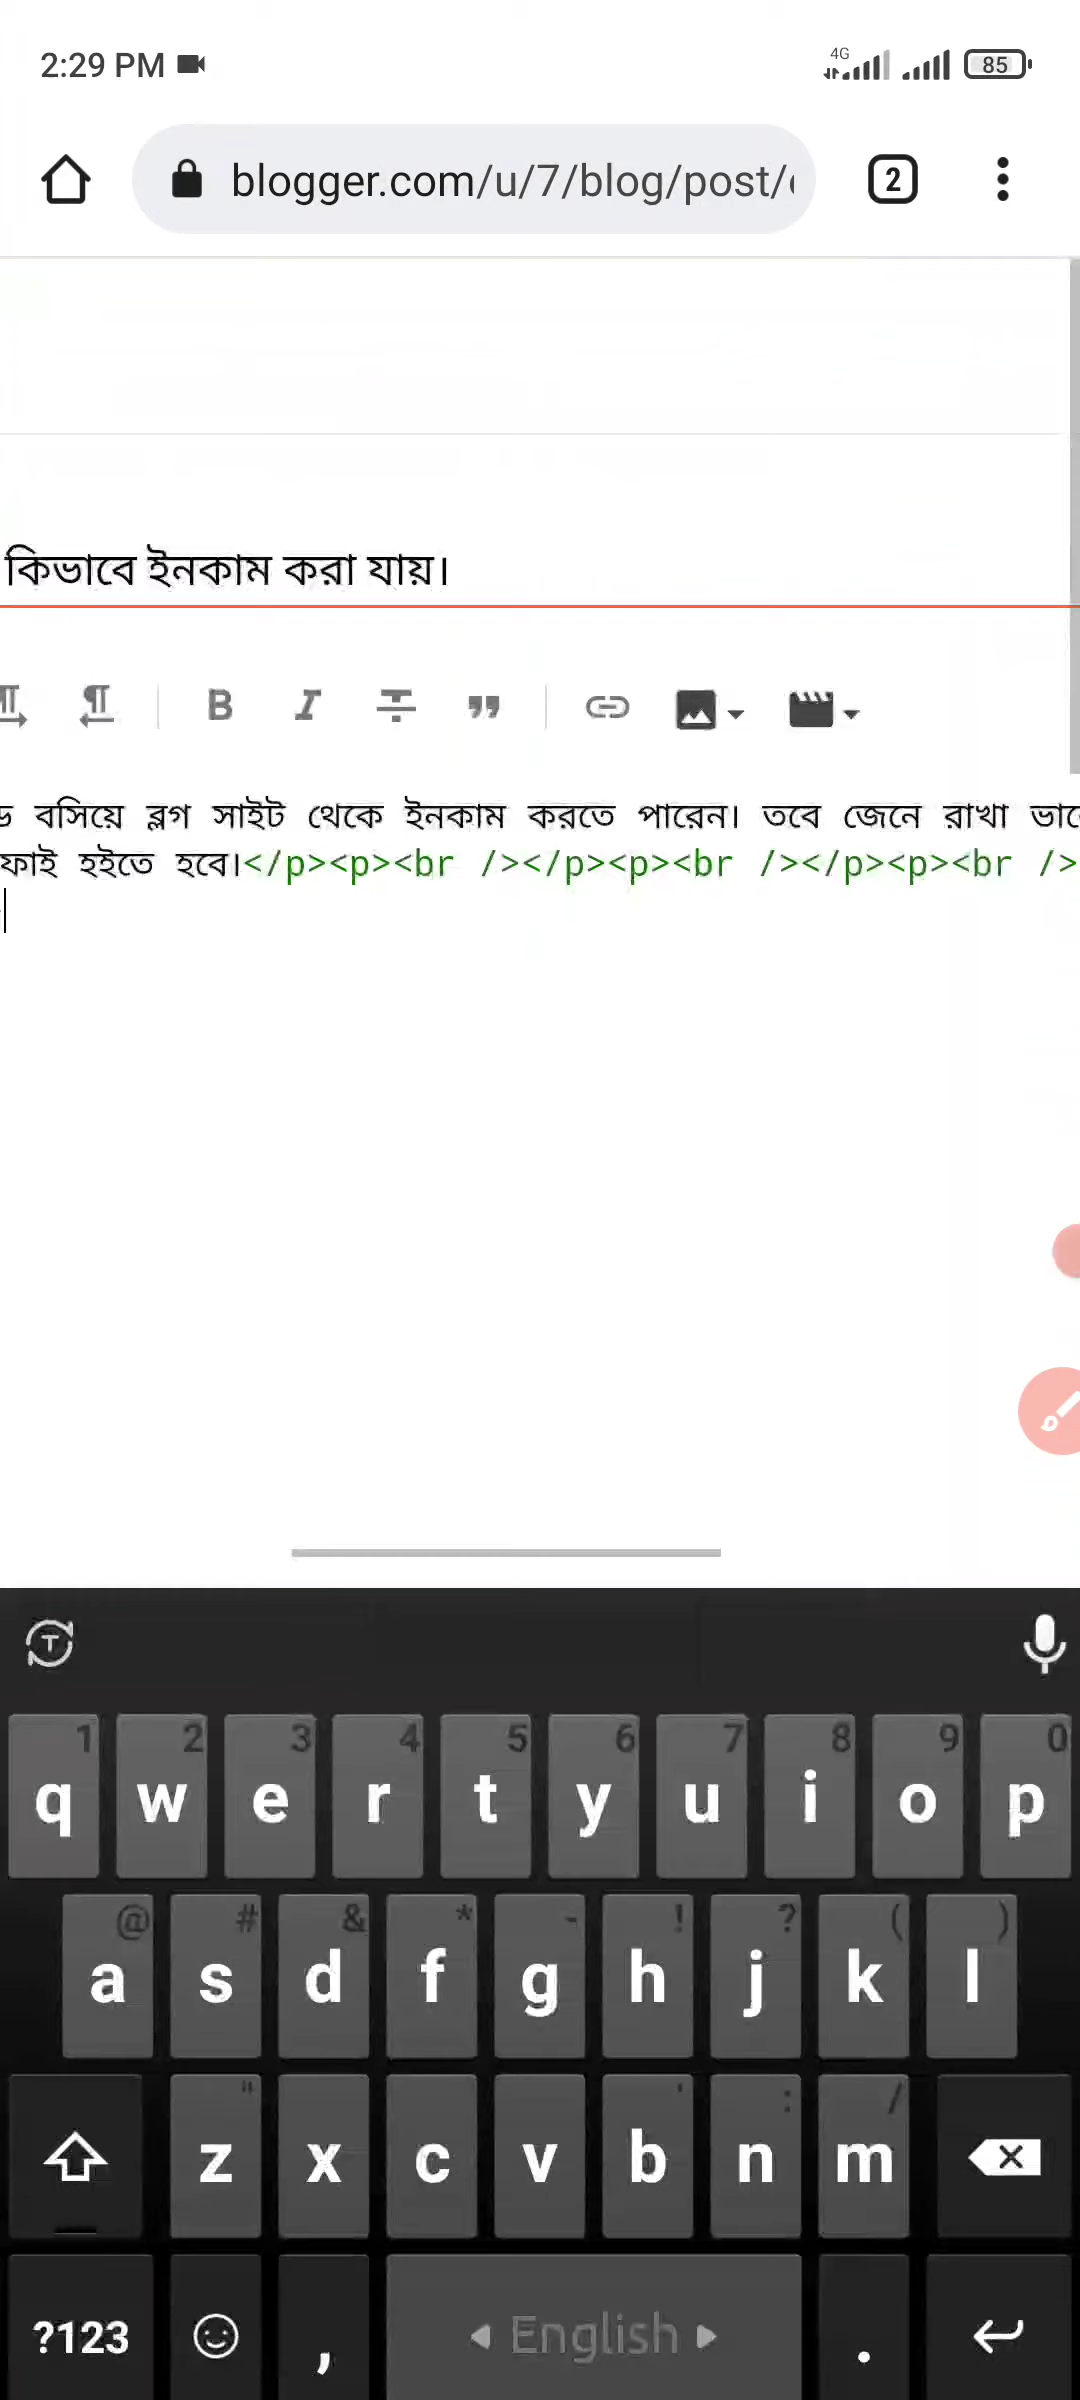 2:29 PM
4G
85
blogger.com/u/7/blog/post/
2
কিভাবে ইনকাম করা যায়।
B I
বসিয়ে ব্লগ সাইট থেকে ইনকাম করতে পারেন। তবে জেনে রাখা
ফাই হইতে হবে।</p><p><br /></p><p><br /></p><p><br />
T
1 2 3 4 5 6 7 8 9 0
q w e r t y u i o p
@ # & * - ! ? ( )
a s d f g h j k l
" ' : /
z x c v b n m
?123 , English .